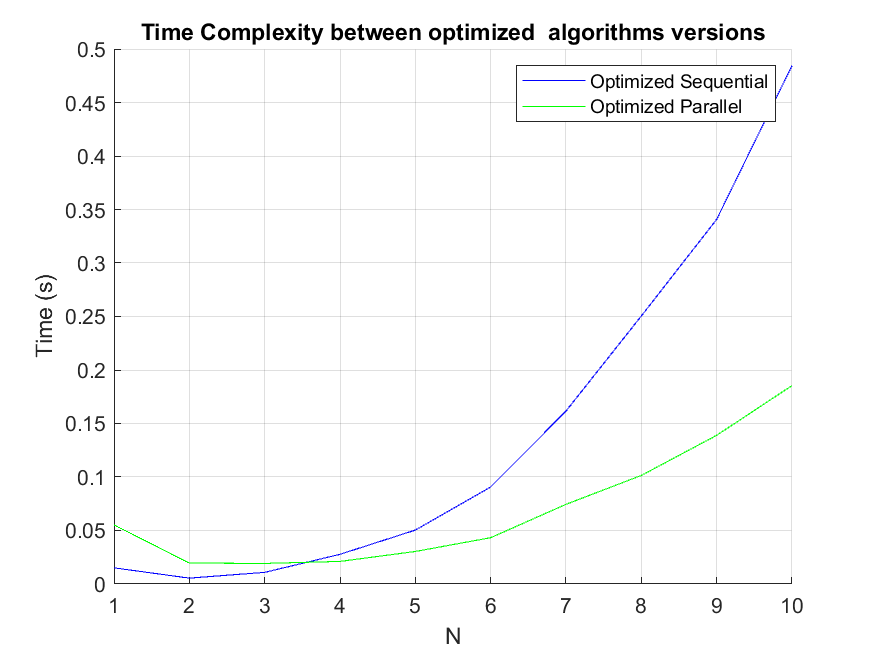 Time Complexity between optimized  algorithms versions
Optimized Sequential
Optimized Parallel
0.5
0.45
0.4
0.35
0.3
0.25
0.2
0.15
0.1
0.05
0
Time (s)
1 2 3 4 5 6 7 8 9 10
N